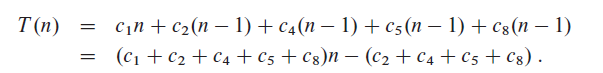 T(n) = c₁n + c₂(n − 1) + c₄(n − 1) + c₅(n − 1) + c₈(n − 1)
= (c₁ + c₂ + c₄ + c₅ + c₈)n − (c₂ + c₄ + c₅ + c₈) .